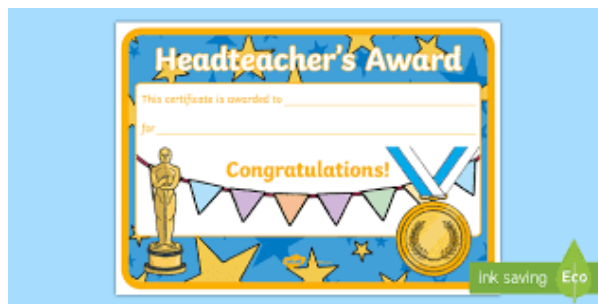 Headteacher's Award
This certificate is awarded to
for
Congratulations!
ink saving Eco